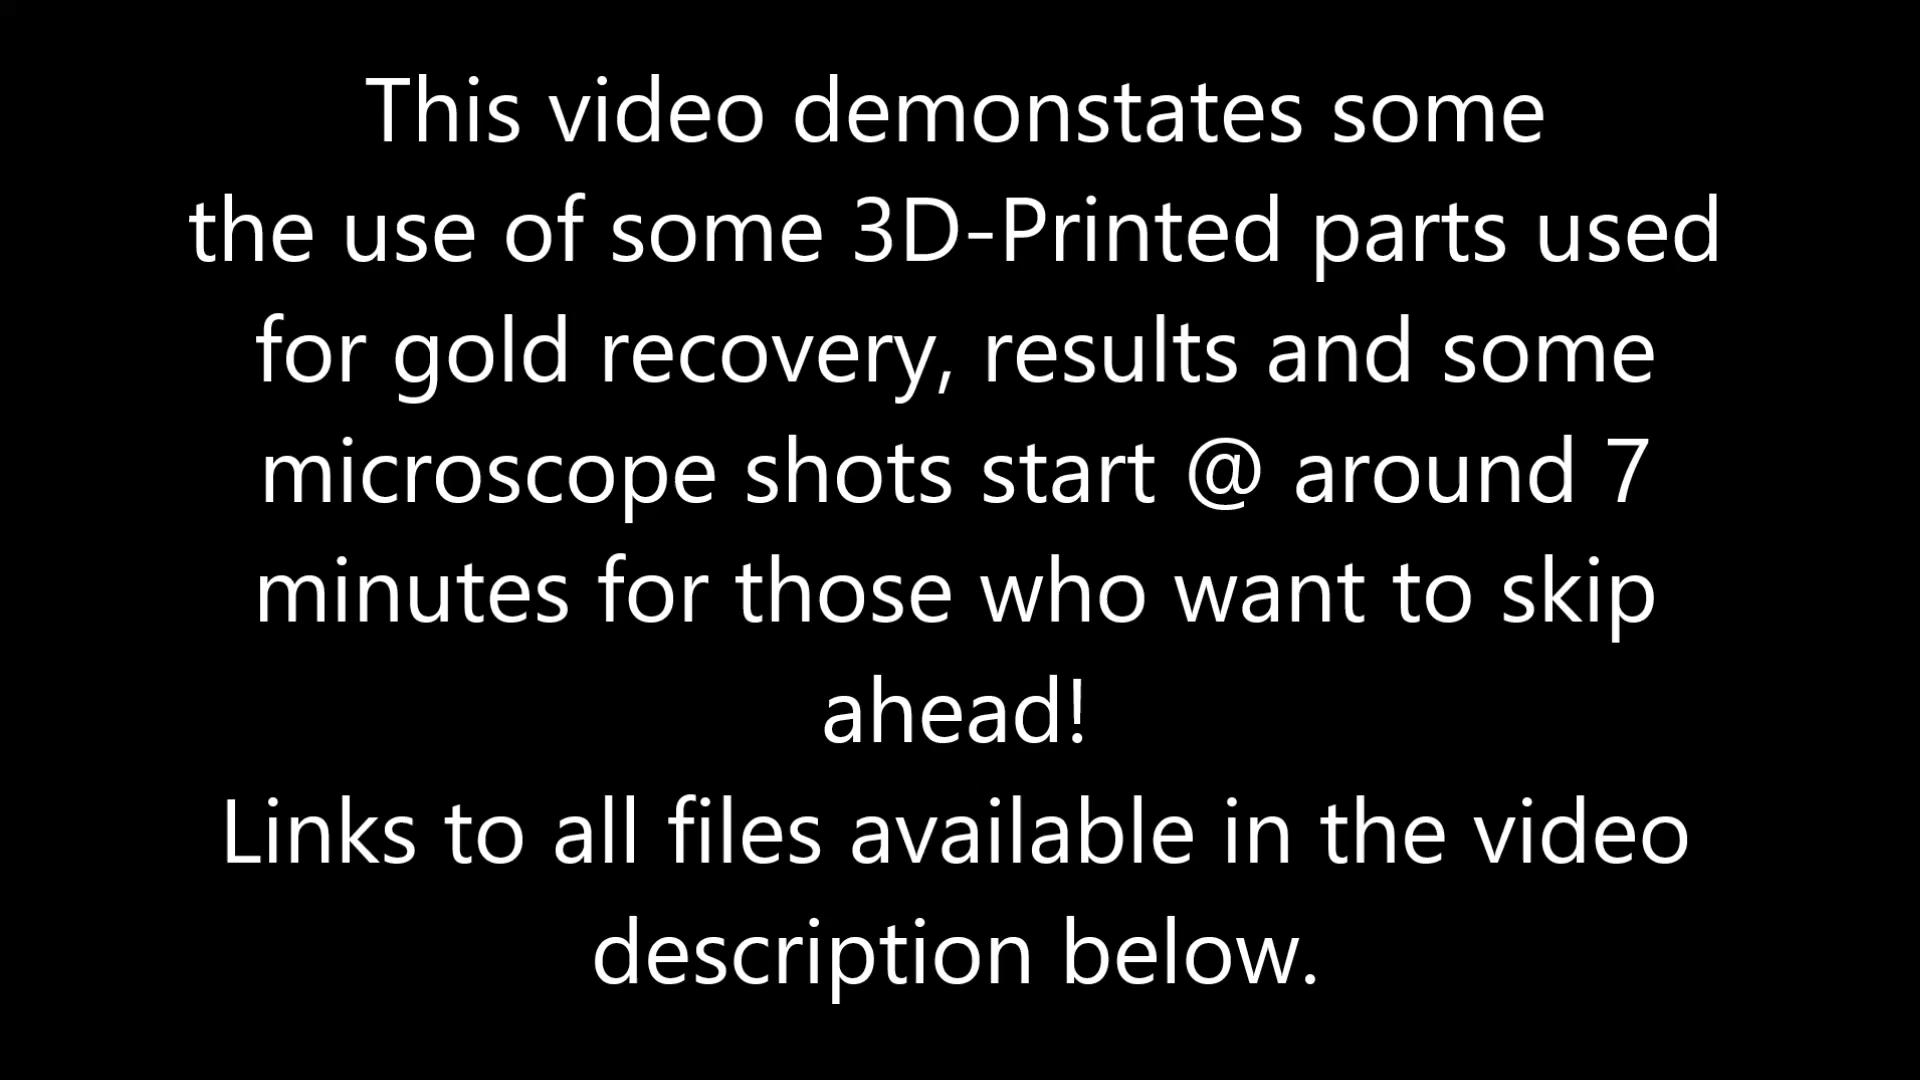 This video demonstates some
the use of some 3D-Printed parts used
for gold recovery, results and some
microscope shots start @ around 7
minutes for those who want to skip
ahead!
Links to all files available in the video
description below.